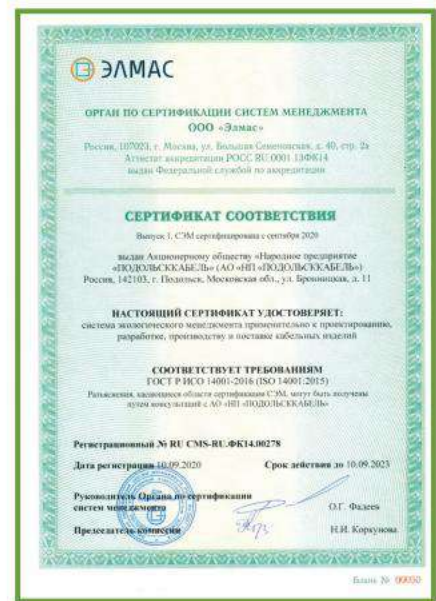 ЭЛМАС
ОРГАН ПО СЕРТИФИКАЦИИ СИСТЕМ МЕНЕДЖМЕНТА
ООО «Элмас»
Россия, 107023, г. Москва, ул. Большая Семеновская, д. 40, стр. 2а
Аттестат аккредитации РОСС RU.0001.13ФК14
выдан Федеральной службой по аккредитации
СЕРТИФИКАТ СООТВЕТСТВИЯ
Выпуск 1. СЭМ сертифицирована с сентября 2020
выдан Акционерному обществу «Народное предприятие
«ПОДОЛЬСККАБЕЛЬ» (АО «НП «ПОДОЛЬСККАБЕЛЬ»)
Россия, 142103, г. Подольск, Московская обл., ул. Бронницкая, д. 11
НАСТОЯЩИЙ СЕРТИФИКАТ УДОСТОВЕРЯЕТ:
система экологического менеджмента применительно к проектированию,
разработке, производству и поставке кабельных изделий
СООТВЕТСТВУЕТ ТРЕБОВАНИЯМ
ГОСТ Р ИСО 14001-2016 (ISO 14001:2015)
Разъяснения, касающиеся области сертификации СЭМ, могут быть получены
путем консультаций с АО «НП «ПОДОЛЬСККАБЕЛЬ»
Регистрационный № RU CMS-RU.ФК14.00278
Дата регистрации 10.09.2020 Срок действия до 10.09.2023
Руководитель Органа по сертификации
систем менеджмента О.Г. Фадеев
Председатель комиссии Н.И. Коркунова
Бланк № 00050